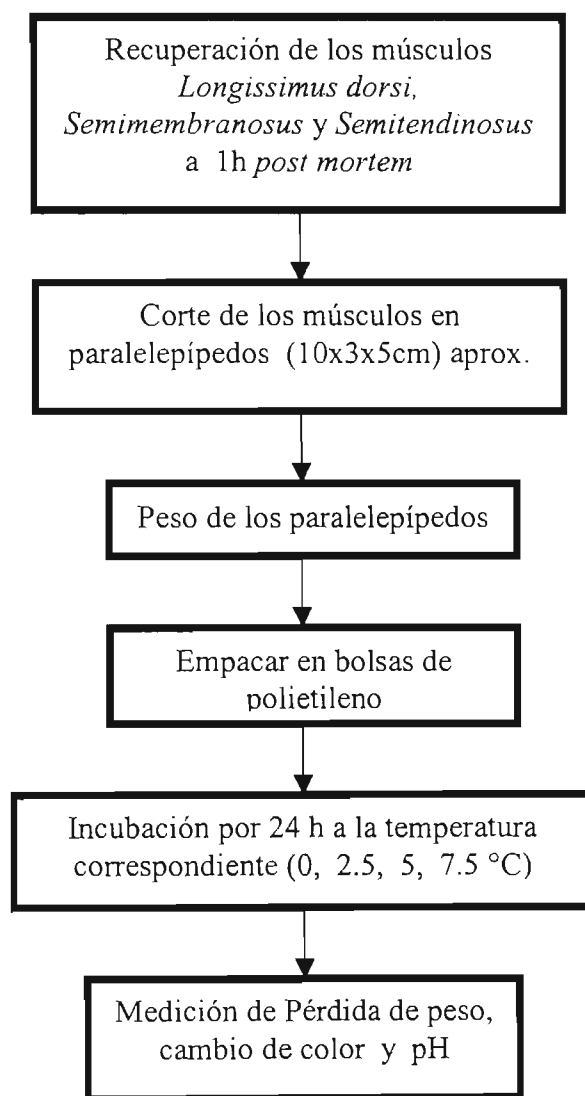 Recuperación de los músculos
Longissimus dorsi,
Semimembranosus y Semitendinosus
a 1h post mortem
Corte de los músculos en
paralelepípedos (10x3x5cm) aprox.
Peso de los paralelepípedos
Empacar en bolsas de
polietileno
Incubación por 24 h a la temperatura
correspondiente (0, 2.5, 5, 7.5 °C)
Medición de Pérdida de peso,
cambio de color y pH